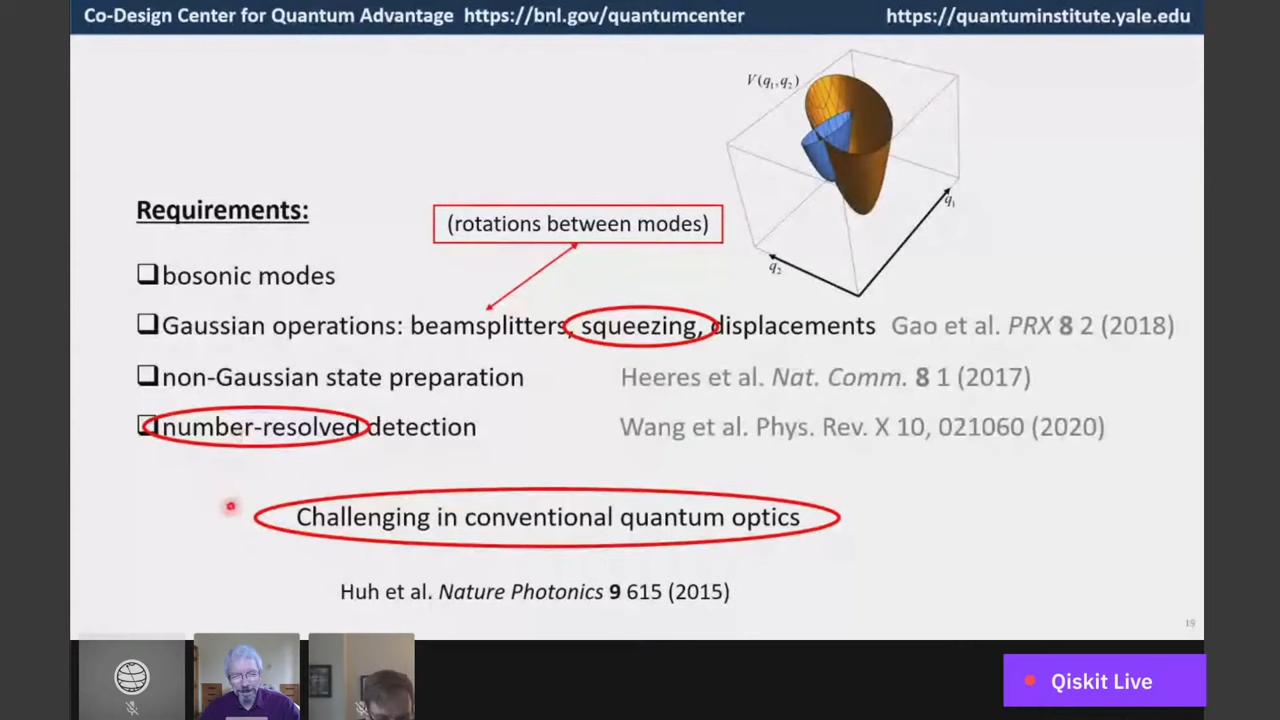 Co-Design Center for Quantum Advantage https://bnl.gov/quantumcenter https://quantuminstitute.yale.edu
V(q₁,q₂)
q₁
q₂
Requirements:
(rotations between modes)
bosonic modes
Gaussian operations: beamsplitters, squeezing, displacements Gao et al. PRX 8 2 (2018)
non-Gaussian state preparation Heeres et al. Nat. Comm. 8 1 (2017)
number-resolved detection Wang et al. Phys. Rev. X 10, 021060 (2020)
Challenging in conventional quantum optics
Huh et al. Nature Photonics 9 615 (2015)
19
Qiskit Live